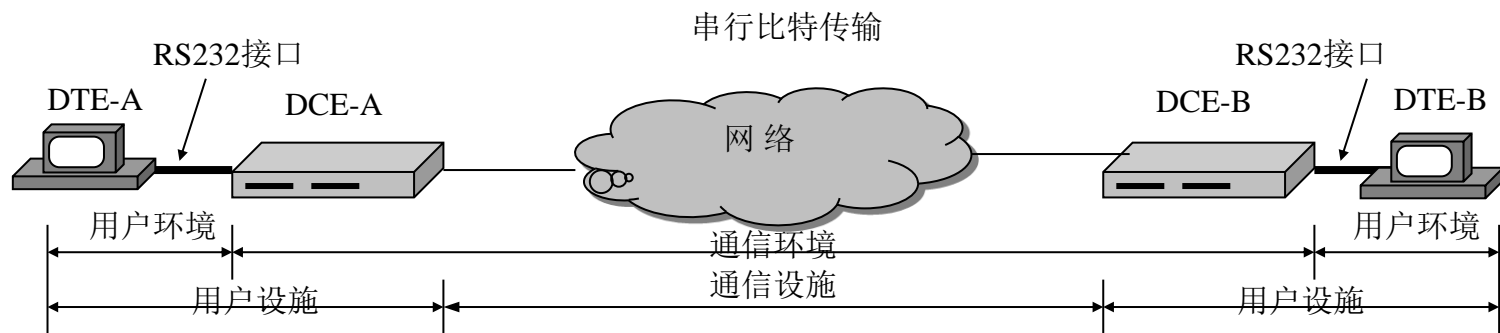 串行比特传输
RS232接口
RS232接口
DTE-A
DCE-A
网 络
DCE-B
DTE-B
用户环境
通信环境
用户环境
用户设施
通信设施
用户设施